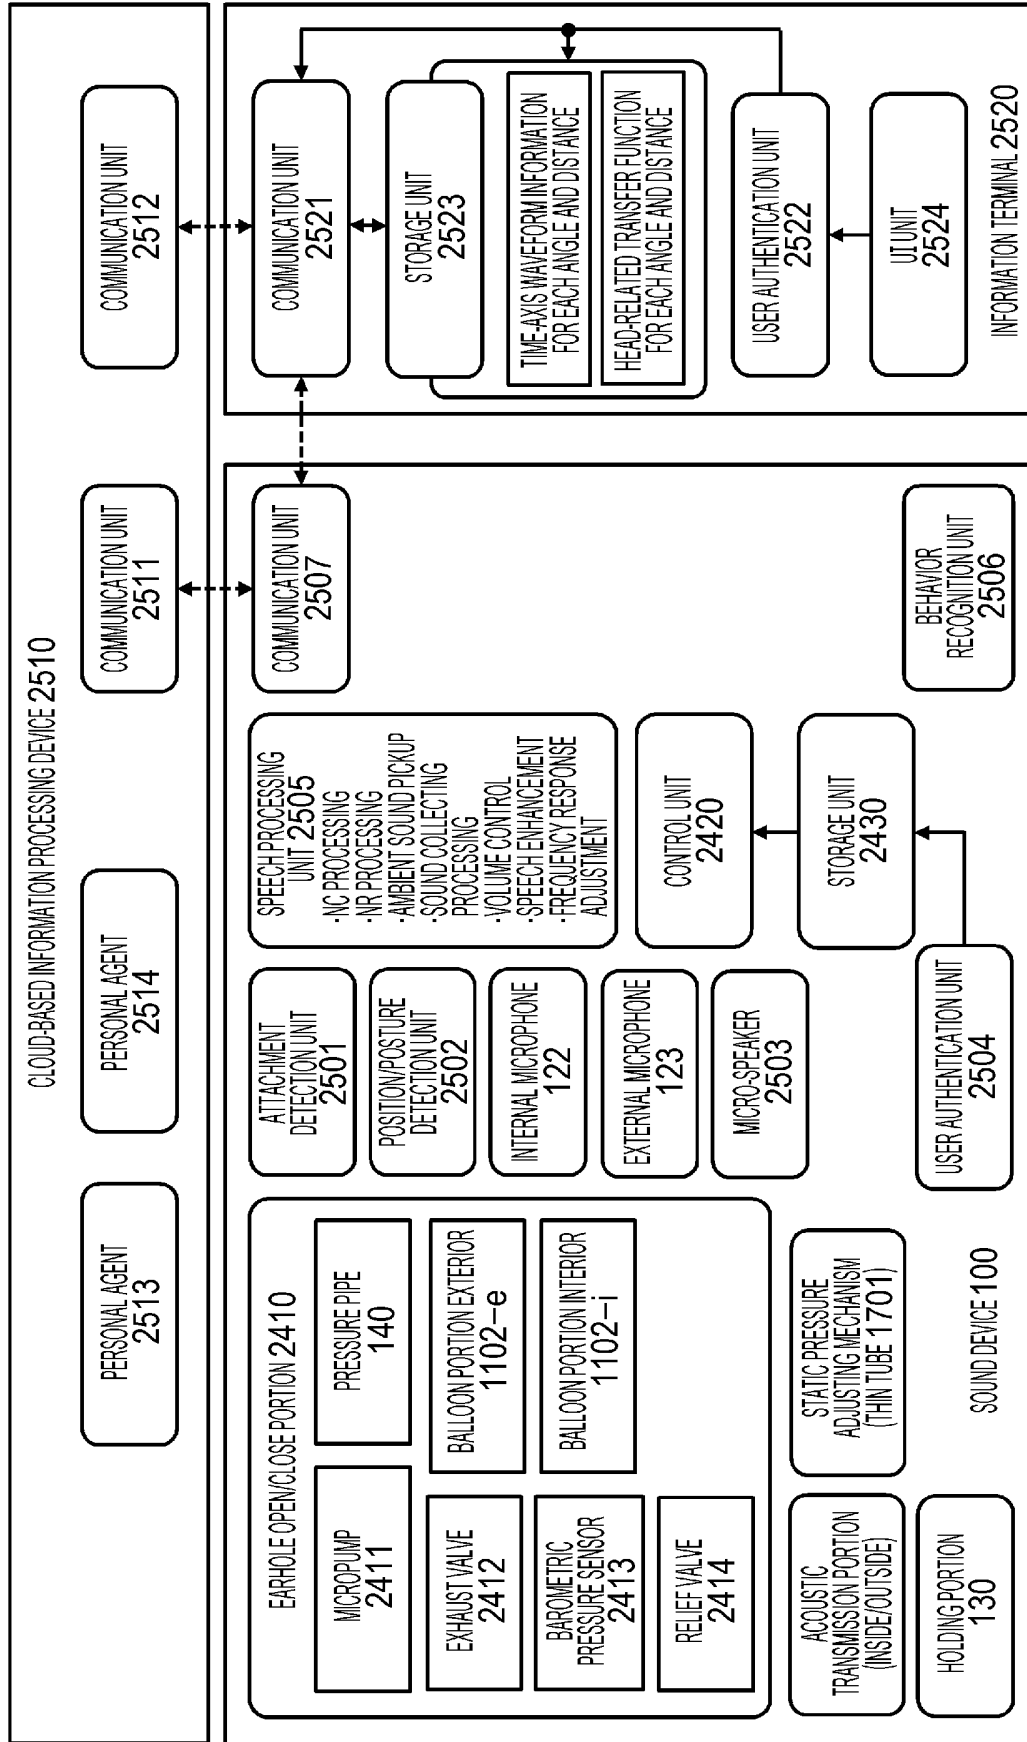 CLOUD-BASED INFORMATION PROCESSING DEVICE 2510
PERSONAL AGENT
2513
PERSONAL AGENT
2514
COMMUNICATION UNIT
2511
COMMUNICATION UNIT
2512
EARHOLE OPEN/CLOSE PORTION 2410
MICROPUMP
2411
PRESSURE PIPE
140
EXHAUST VALVE
2412
BALLOON PORTION EXTERIOR
1102-e
BAROMETRIC
PRESSURE SENSOR
2413
BALLOON PORTION INTERIOR
1102-i
RELIEF VALVE
2414
ACOUSTIC
TRANSMISSION PORTION
(INSIDE/OUTSIDE)
STATIC PRESSURE
ADJUSTING MECHANISM
(THIN TUBE 1701)
HOLDING PORTION
130
SOUND DEVICE 100
ATTACHMENT
DETECTION UNIT
2501
POSITION/POSTURE
DETECTION UNIT
2502
INTERNAL MICROPHONE
122
EXTERNAL MICROPHONE
123
MICRO-SPEAKER
2503
USER AUTHENTICATION UNIT
2504
SPEECH PROCESSING
UNIT 2505
·NC PROCESSING
·NR PROCESSING
·AMBIENT SOUND PICKUP
·SOUND COLLECTING
PROCESSING
·VOLUME CONTROL
·SPEECH ENHANCEMENT
·FREQUENCY RESPONSE
ADJUSTMENT
CONTROL UNIT
2420
STORAGE UNIT
2430
COMMUNICATION UNIT
2507
BEHAVIOR
RECOGNITION UNIT
2506
COMMUNICATION UNIT
2521
STORAGE UNIT
2523
TIME-AXIS WAVEFORM INFORMATION
FOR EACH ANGLE AND DISTANCE
HEAD-RELATED TRANSFER FUNCTION
FOR EACH ANGLE AND DISTANCE
USER AUTHENTICATION UNIT
2522
UI UNIT
2524
INFORMATION TERMINAL 2520